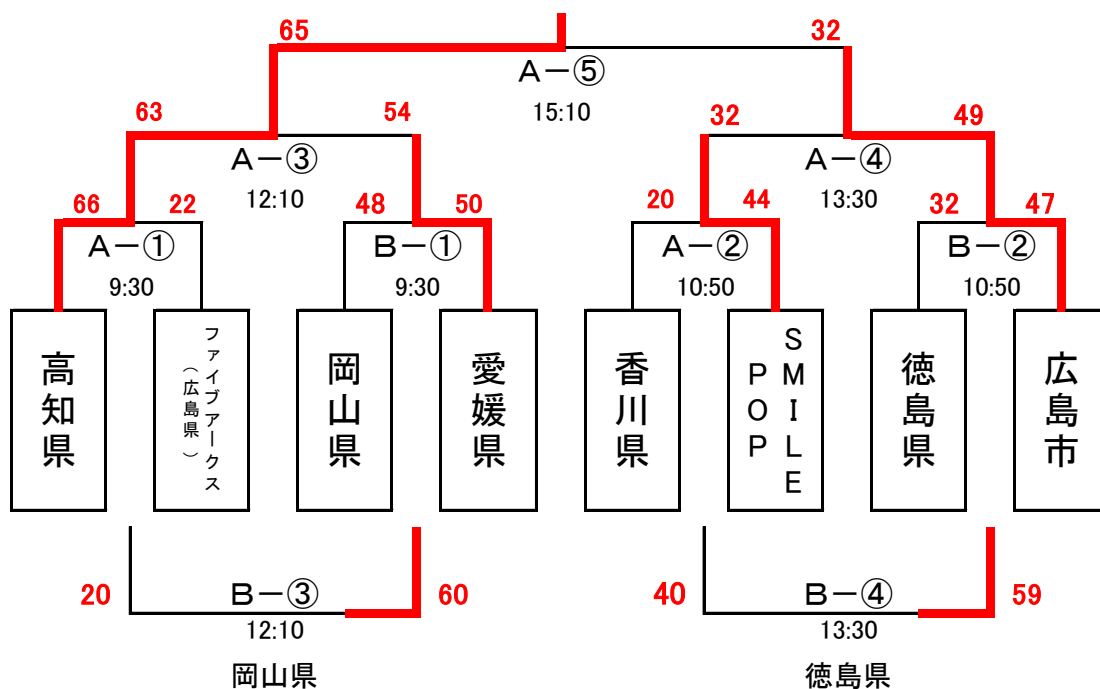 65
32
A－⑤
15:10
63
54
32
49
A－③
12:10
A－④
13:30
66
22
48
50
20
44
32
47
A－①
9:30
B－①
9:30
A－②
10:50
B－②
10:50
高知県
ファイブアークス
（広島県）
岡山県
愛媛県
香川県
SMILE
POP
徳島県
広島市
20
B－③
60
12:10
岡山県
40
B－④
59
13:30
徳島県